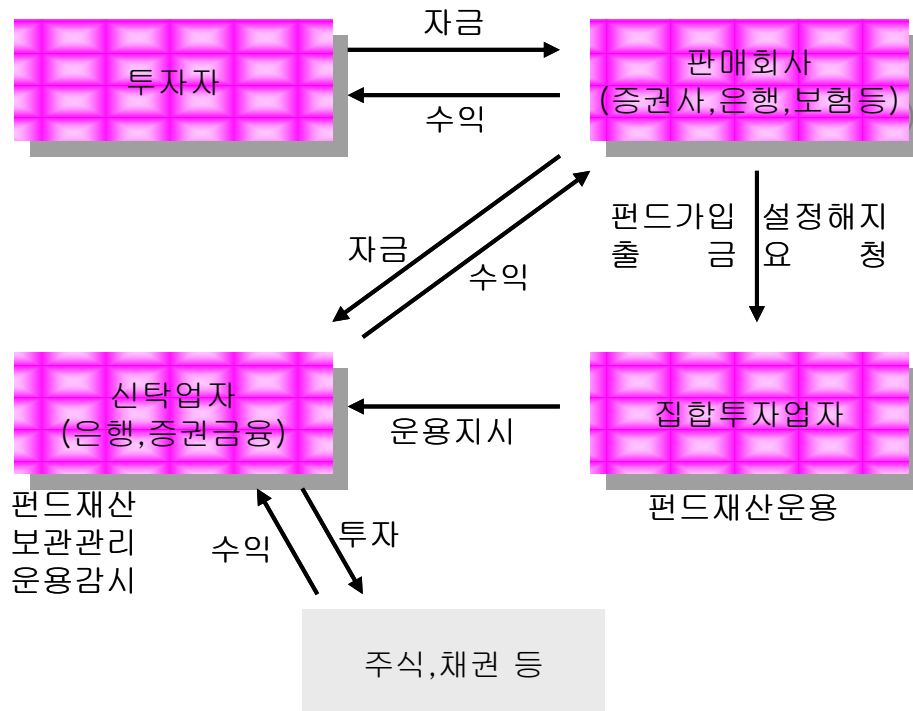 자금
투자자
판매회사
(증권사,은행,보험등)
수익
펀드가입 설정해지
출 금 요 청
자금
수익
신탁업자
(은행,증권금융)
운용지시
집합투자업자
펀드재산
보관관리
운용감시
펀드재산운용
수익
투자
주식,채권 등